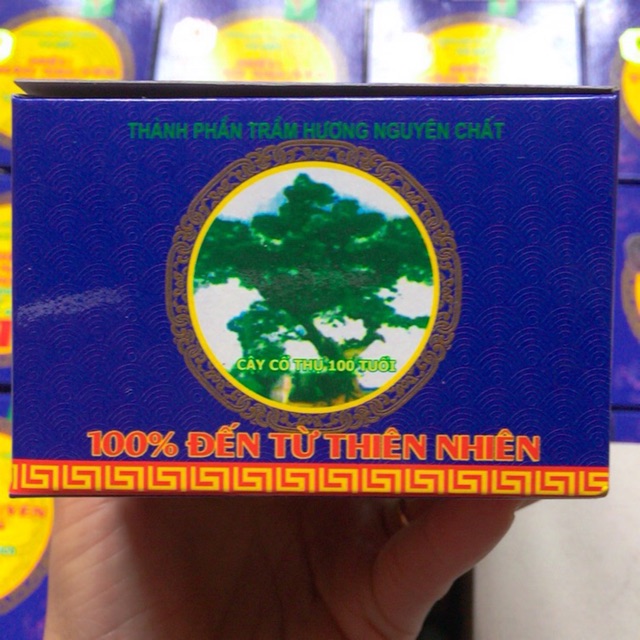 THÀNH PHẦN TRẦM HƯƠNG NGUYÊN CHẤT
CÂY CỔ THỤ 100 TUỔI
100% ĐẾN TỪ THIÊN NHIÊN